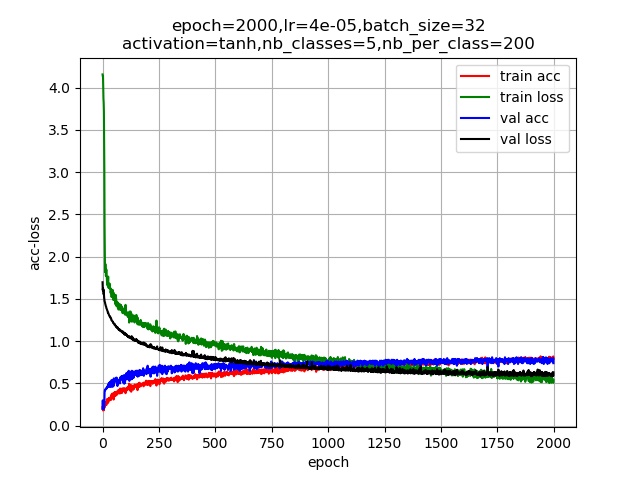 epoch=2000,lr=4e-05,batch_size=32
activation=tanh,nb_classes=5,nb_per_class=200
train acc
train loss
val acc
val loss
acc-loss
4.0
3.5
3.0
2.5
2.0
1.5
1.0
0.5
0.0
0 250 500 750 1000 1250 1500 1750 2000
epoch